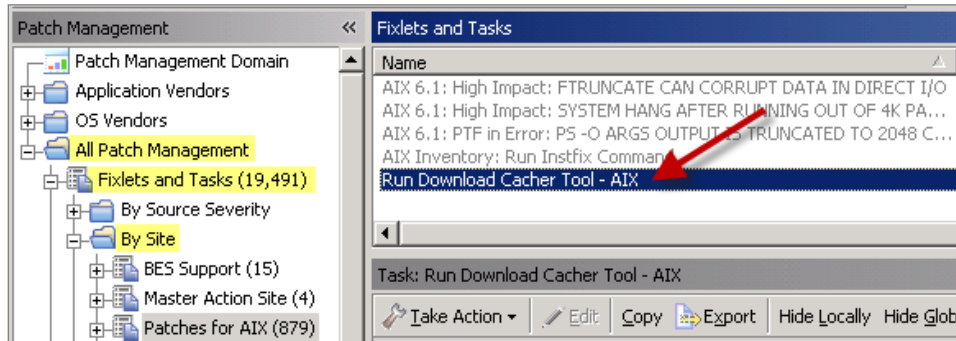 Patch Management «
Patch Management Domain
Application Vendors
OS Vendors
All Patch Management
Fixlets and Tasks (19,491)
By Source Severity
By Site
BES Support (15)
Master Action Site (4)
Patches for AIX (879)
Fixlets and Tasks
Name
AIX 6.1: High Impact: FTRUNCATE CAN CORRUPT DATA IN DIRECT I/O
AIX 6.1: High Impact: SYSTEM HANG AFTER RUNNING OUT OF 4K PA...
AIX 6.1: PTF in Error: PS -O ARGS OUTPUT IS TRUNCATED TO 2048 C...
AIX Inventory: Run Instfix Command
Run Download Cacher Tool - AIX
Task: Run Download Cacher Tool - AIX
Take Action Edit Copy Export Hide Locally Hide Glob